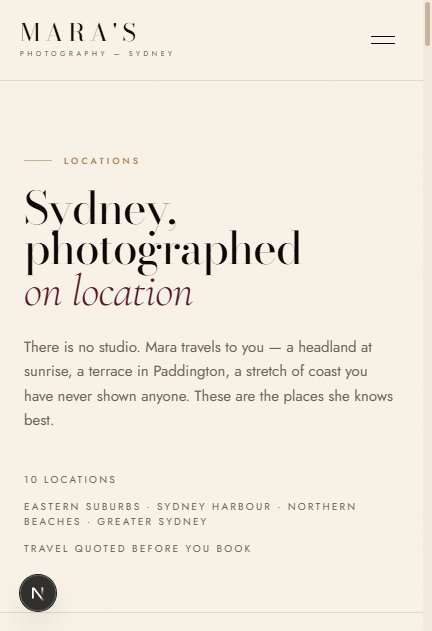 MARA'S
PHOTOGRAPHY — SYDNEY
LOCATIONS
Sydney,
photographed
on location
There is no studio. Mara travels to you — a headland at
sunrise, a terrace in Paddington, a stretch of coast you
have never shown anyone. These are the places she knows
best.
10 LOCATIONS
EASTERN SUBURBS · SYDNEY HARBOUR · NORTHERN
BEACHES · GREATER SYDNEY
TRAVEL QUOTED BEFORE YOU BOOK
N